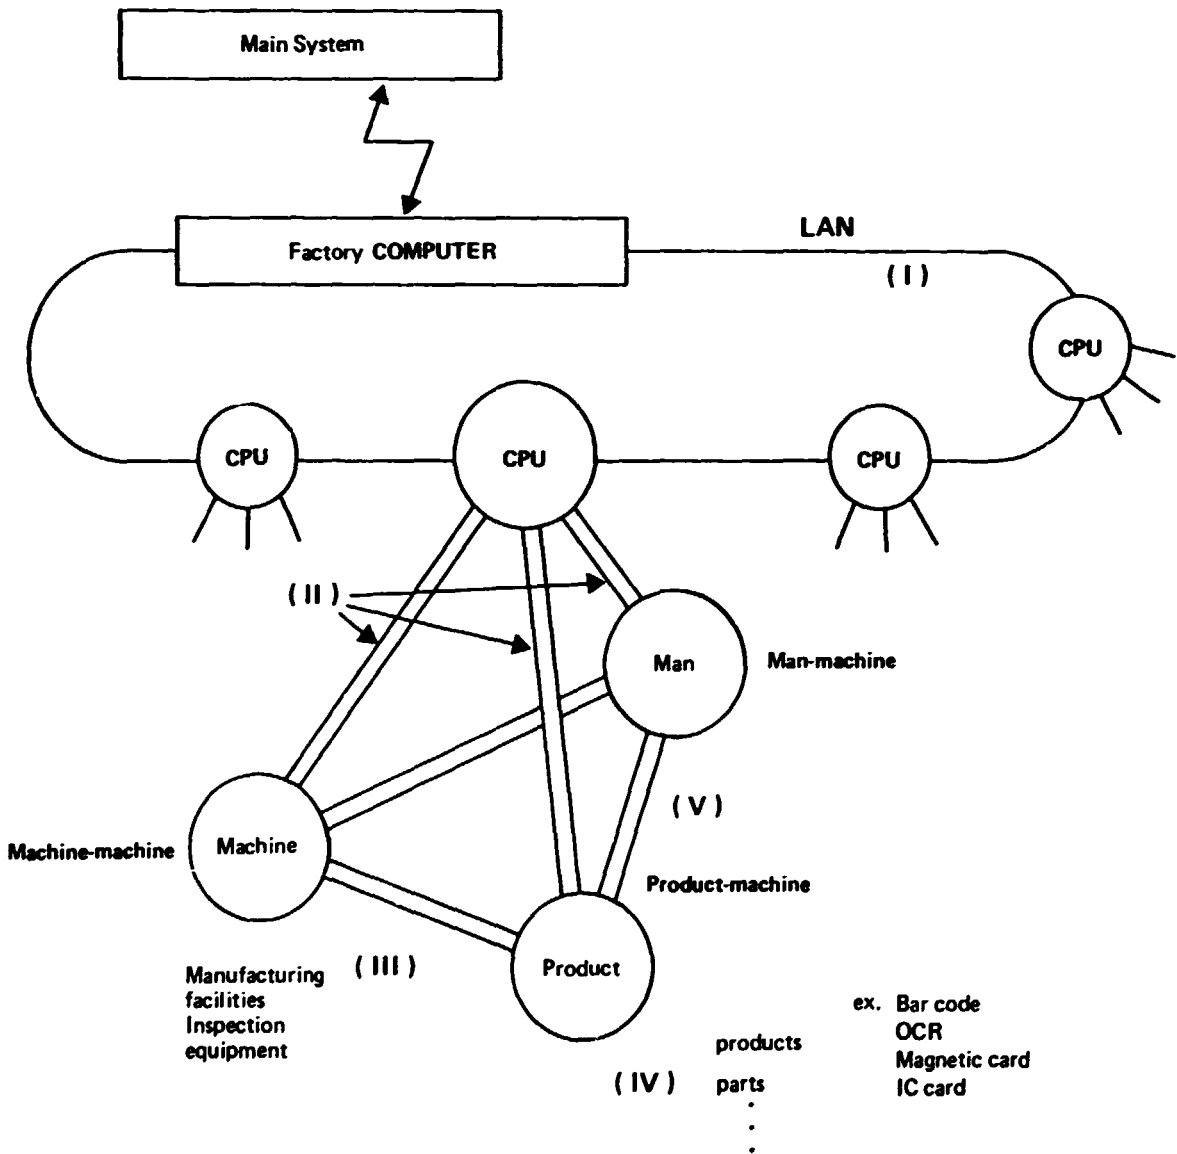 Main System
Factory COMPUTER
LAN
( I )
CPU
CPU
CPU
CPU
( II )
Man
Man-machine
( V )
Machine-machine
Machine
Product-machine
Product
( III )
Manufacturing
facilities
Inspection
equipment
( IV )
products
parts
ex. Bar code
OCR
Magnetic card
IC card